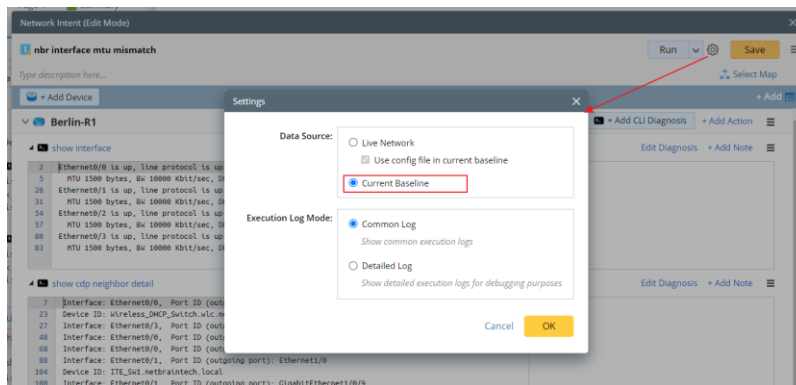 Network Intent (Edit Mode)
nbr interface mtu mismatch
Run
Save
Type description here...
Select Map
+ Add Device
+ Add
Settings
Berlin-R1
+ Add CLI Diagnosis
+ Add Action
show interface
Edit Diagnosis
+ Add Note
2 Ethernet0/0 is up, line protocol is up
5 MTU 1500 bytes, BW 10000 Kbit/sec,
28 Ethernet0/1 is up, line protocol is up
31 MTU 1500 bytes, BW 10000 Kbit/sec,
54 Ethernet0/2 is up, line protocol is up
57 MTU 1500 bytes, BW 10000 Kbit/sec,
80 Ethernet0/3 is up, line protocol is up
83 MTU 1500 bytes, BW 10000 Kbit/sec,
Data Source:
Live Network
Use config file in current baseline
Current Baseline
Execution Log Mode:
Common Log
Show common execution logs
Detailed Log
Show detailed execution logs for debugging purposes
Cancel
OK
show cdp neighbor detail
Edit Diagnosis
+ Add Note
7 Interface: Ethernet0/0, Port ID
23 Device ID: Wireless_DHCP_Switch.wlc.
27 Interface: Ethernet0/3, Port ID
48 Interface: Ethernet0/0, Port ID
68 Interface: Ethernet0/0, Port ID
88 Interface: Ethernet0/1, Port ID (outgoing port): Ethernet1/0
104 Device ID: ITE_SW1.netbraintech.local
108 Interface: Ethernet0/1, Port ID (outgoing port): GigabitEthernet1/0/9